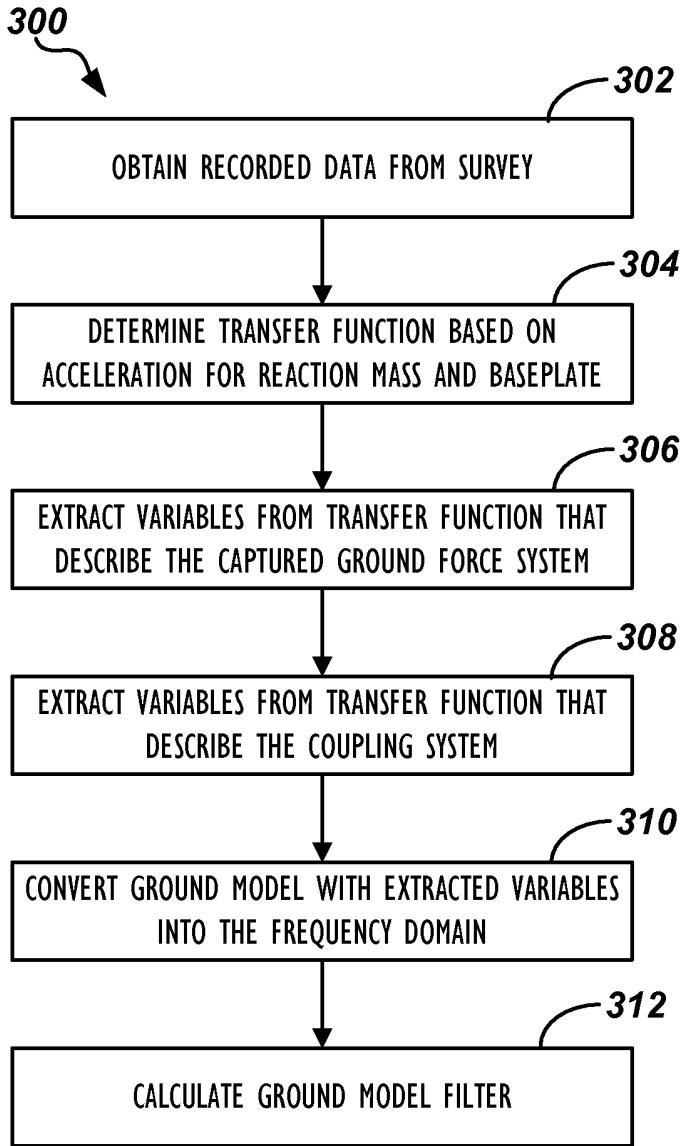 300
302
OBTAIN RECORDED DATA FROM SURVEY
304
DETERMINE TRANSFER FUNCTION BASED ON
ACCELERATION FOR REACTION MASS AND BASEPLATE
306
EXTRACT VARIABLES FROM TRANSFER FUNCTION THAT
DESCRIBE THE CAPTURED GROUND FORCE SYSTEM
308
EXTRACT VARIABLES FROM TRANSFER FUNCTION THAT
DESCRIBE THE COUPLING SYSTEM
310
CONVERT GROUND MODEL WITH EXTRACTED VARIABLES
INTO THE FREQUENCY DOMAIN
312
CALCULATE GROUND MODEL FILTER